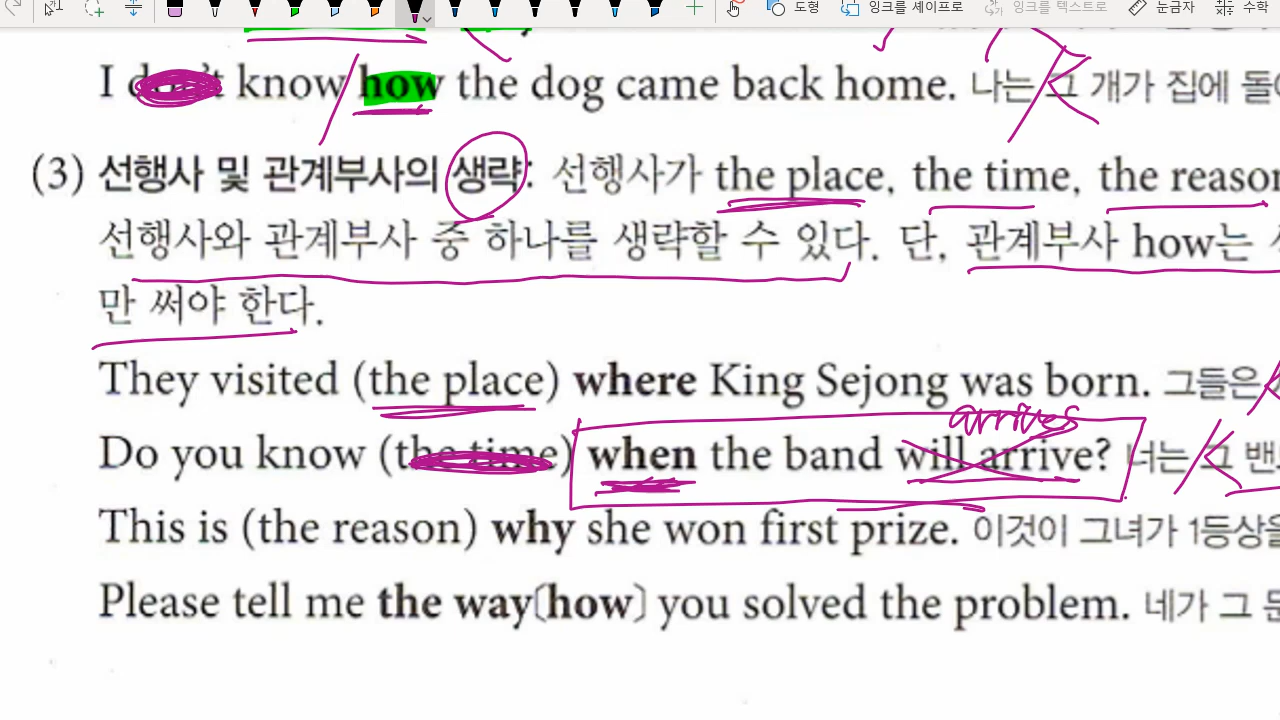 도형 잉크를 셰이프로 잉크를 텍스트로 눈금자 수학
I don't know how the dog came back home. 나는 그 개가 집에
(3) 선행사 및 관계부사의 생략: 선행사가 the place, the time, the reason
선행사와 관계부사 중 하나를 생략할 수 있다. 단, 관계부사 how는
만 써야 한다.
They visited (the place) where King Sejong was born. 그들은
arrives
Do you know (the time) when the band will arrive? 너는 그
This is (the reason) why she won first prize. 이것이 그녀가 1등상을
Please tell me the way(how) you solved the problem. 네가 그